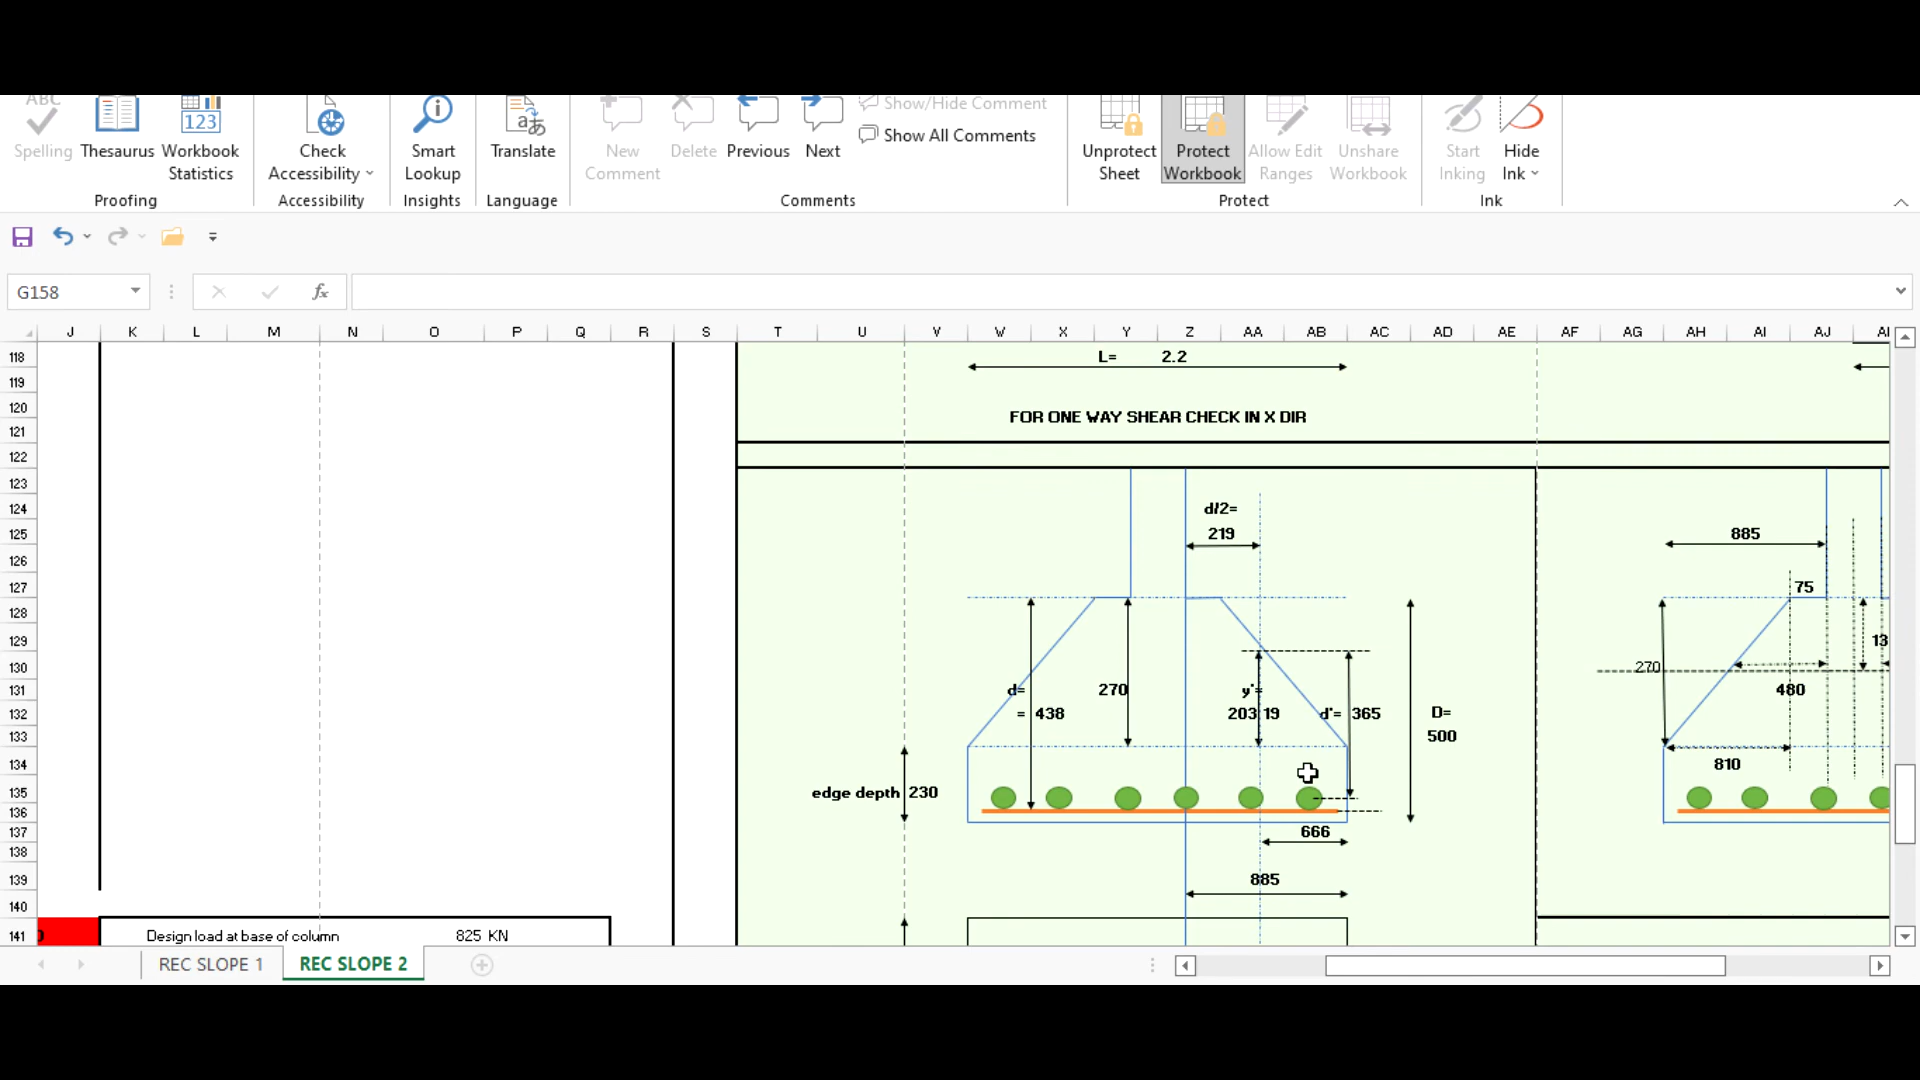 ABC
Spelling
Thesaurus
123
Workbook
Statistics
Check
Accessibility
Smart
Lookup
Translate
New
Comment
Delete
Previous
Next
Show/Hide Comment
Show All Comments
Unprotect
Sheet
Protect
Workbook
Allow Edit
Ranges
Unshare
Workbook
Start
Inking
Hide
Ink
Proofing
Accessibility
Insights
Language
Comments
Protect
Ink
G158
fx
J K L M N O P Q R S T U V W X Y Z AA AB AC AD AE AF AG AH AI AJ
118
119
120
121
122
123
124
125
126
127
128
129
130
131
132
133
134
135
136
137
138
139
140
141
L= 2.2
FOR ONE WAY SHEAR CHECK IN X DIR
d/2=
219
885
75
270
13
d=
= 438
270
y'=
203.19
d'= 365
D=
500
480
810
edge depth 230
666
885
Design load at base of column 825 KN
REC SLOPE 1
REC SLOPE 2